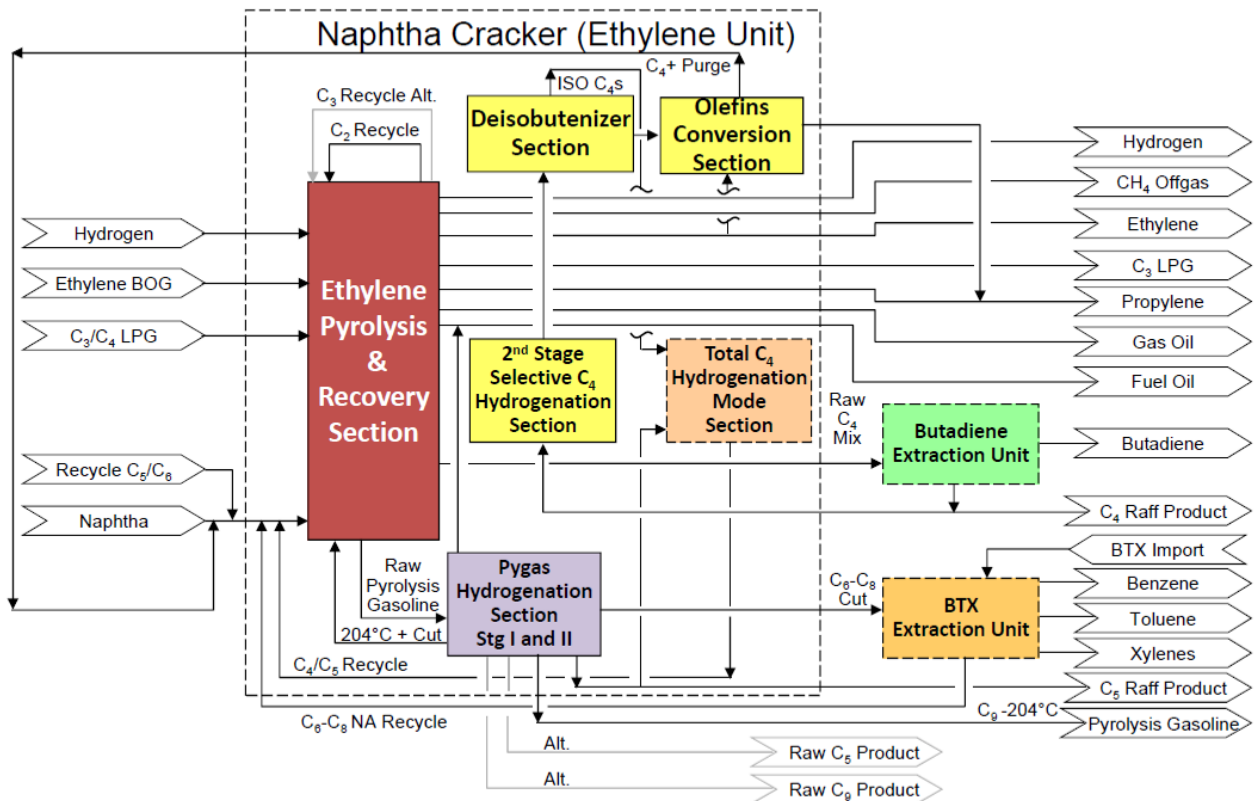 Naphtha Cracker (Ethylene Unit)
C₄+ Purge
ISO C₄s
C₃ Recycle Alt.
C₂ Recycle
Deisobutenizer
Section
Olefins
Conversion
Section
Hydrogen
Ethylene BOG
C₃/C₄ LPG
Recycle C₅/C₆
Naphtha
Ethylene
Pyrolysis
&
Recovery
Section
2nd Stage
Selective C₄
Hydrogenation
Section
Total C₄
Hydrogenation
Mode
Section
Raw
C₄
Mix
Butadiene
Extraction Unit
Raw
Pyrolysis
Gasoline
204°C + Cut
Pygas
Hydrogenation
Section
Stg I and II
C₆-C₈
Cut
BTX
Extraction Unit
C₄/C₅ Recycle
C₆-C₈ NA Recycle
C₉ -204°C
Alt.
Alt.
Hydrogen
CH₄ Offgas
Ethylene
C₃ LPG
Propylene
Gas Oil
Fuel Oil
Butadiene
C₄ Raff Product
BTX Import
Benzene
Toluene
Xylenes
C₅ Raff Product
Pyrolysis Gasoline
Raw C₅ Product
Raw C₉ Product